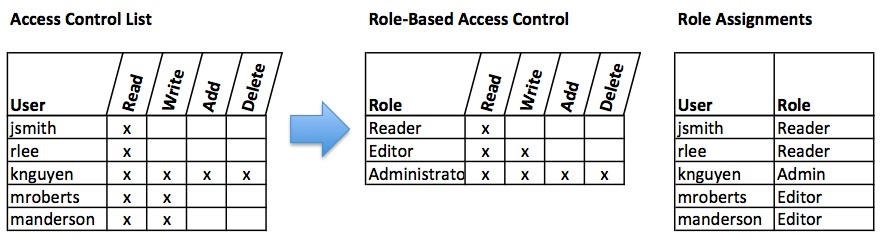 Access Control List
User Read Write Add Delete
jsmith x
rlee x
knguyen x x x x
mroberts x x
manderson x x
Role-Based Access Control
Role Read Write Add Delete
Reader x
Editor x x
Administrato x x x x
Role Assignments
User Role
jsmith Reader
rlee Reader
knguyen Admin
mroberts Editor
manderson Editor